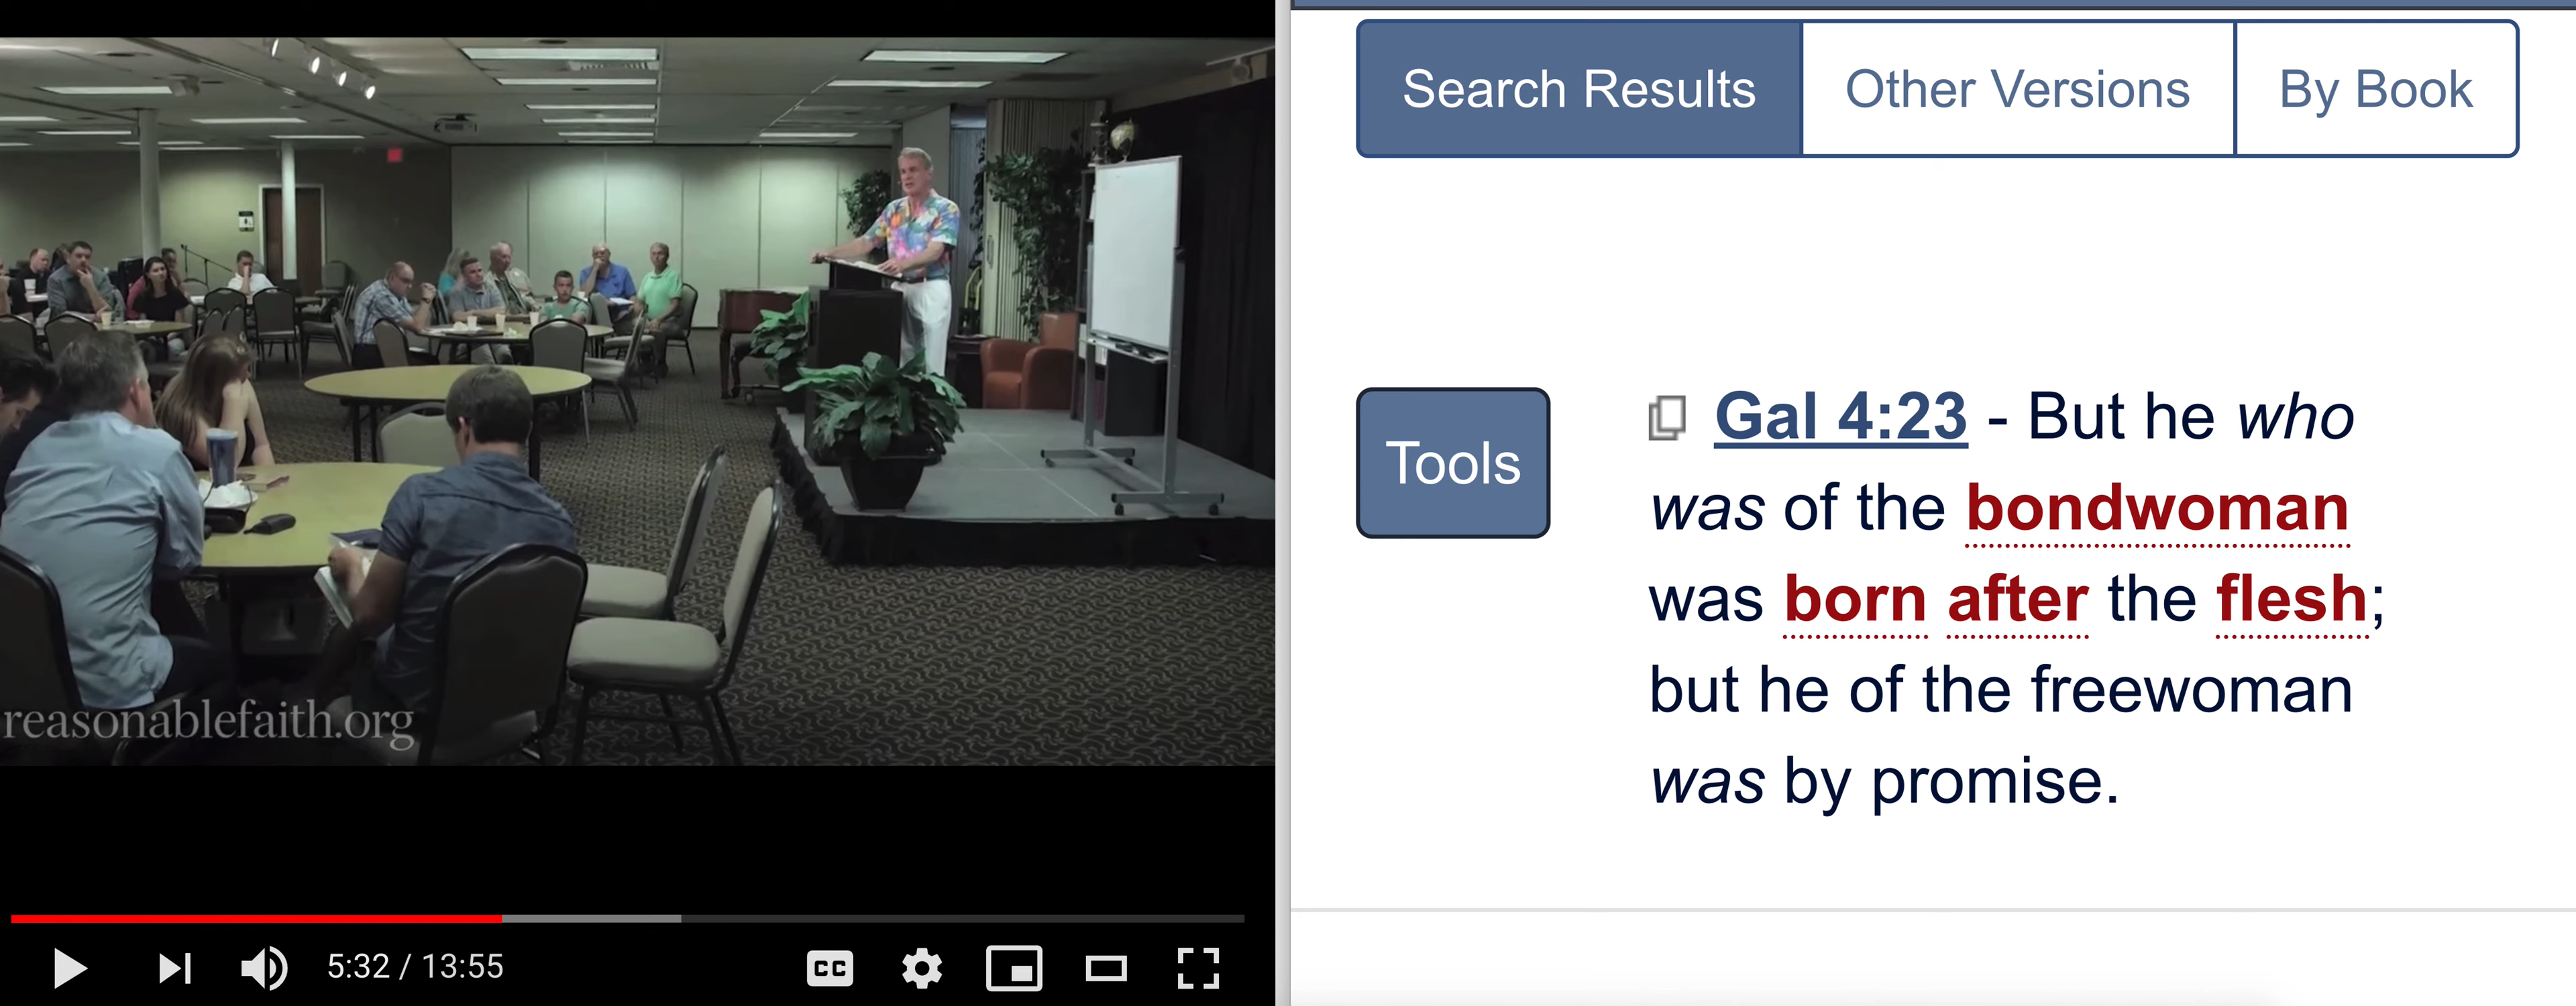 reasonablefaith.org
5:32 / 13:55
CC
Search Results
Other Versions
By Book
Tools
Gal 4:23 - But he who
was of the bondwoman
was born after the flesh;
but he of the freewoman
was by promise.